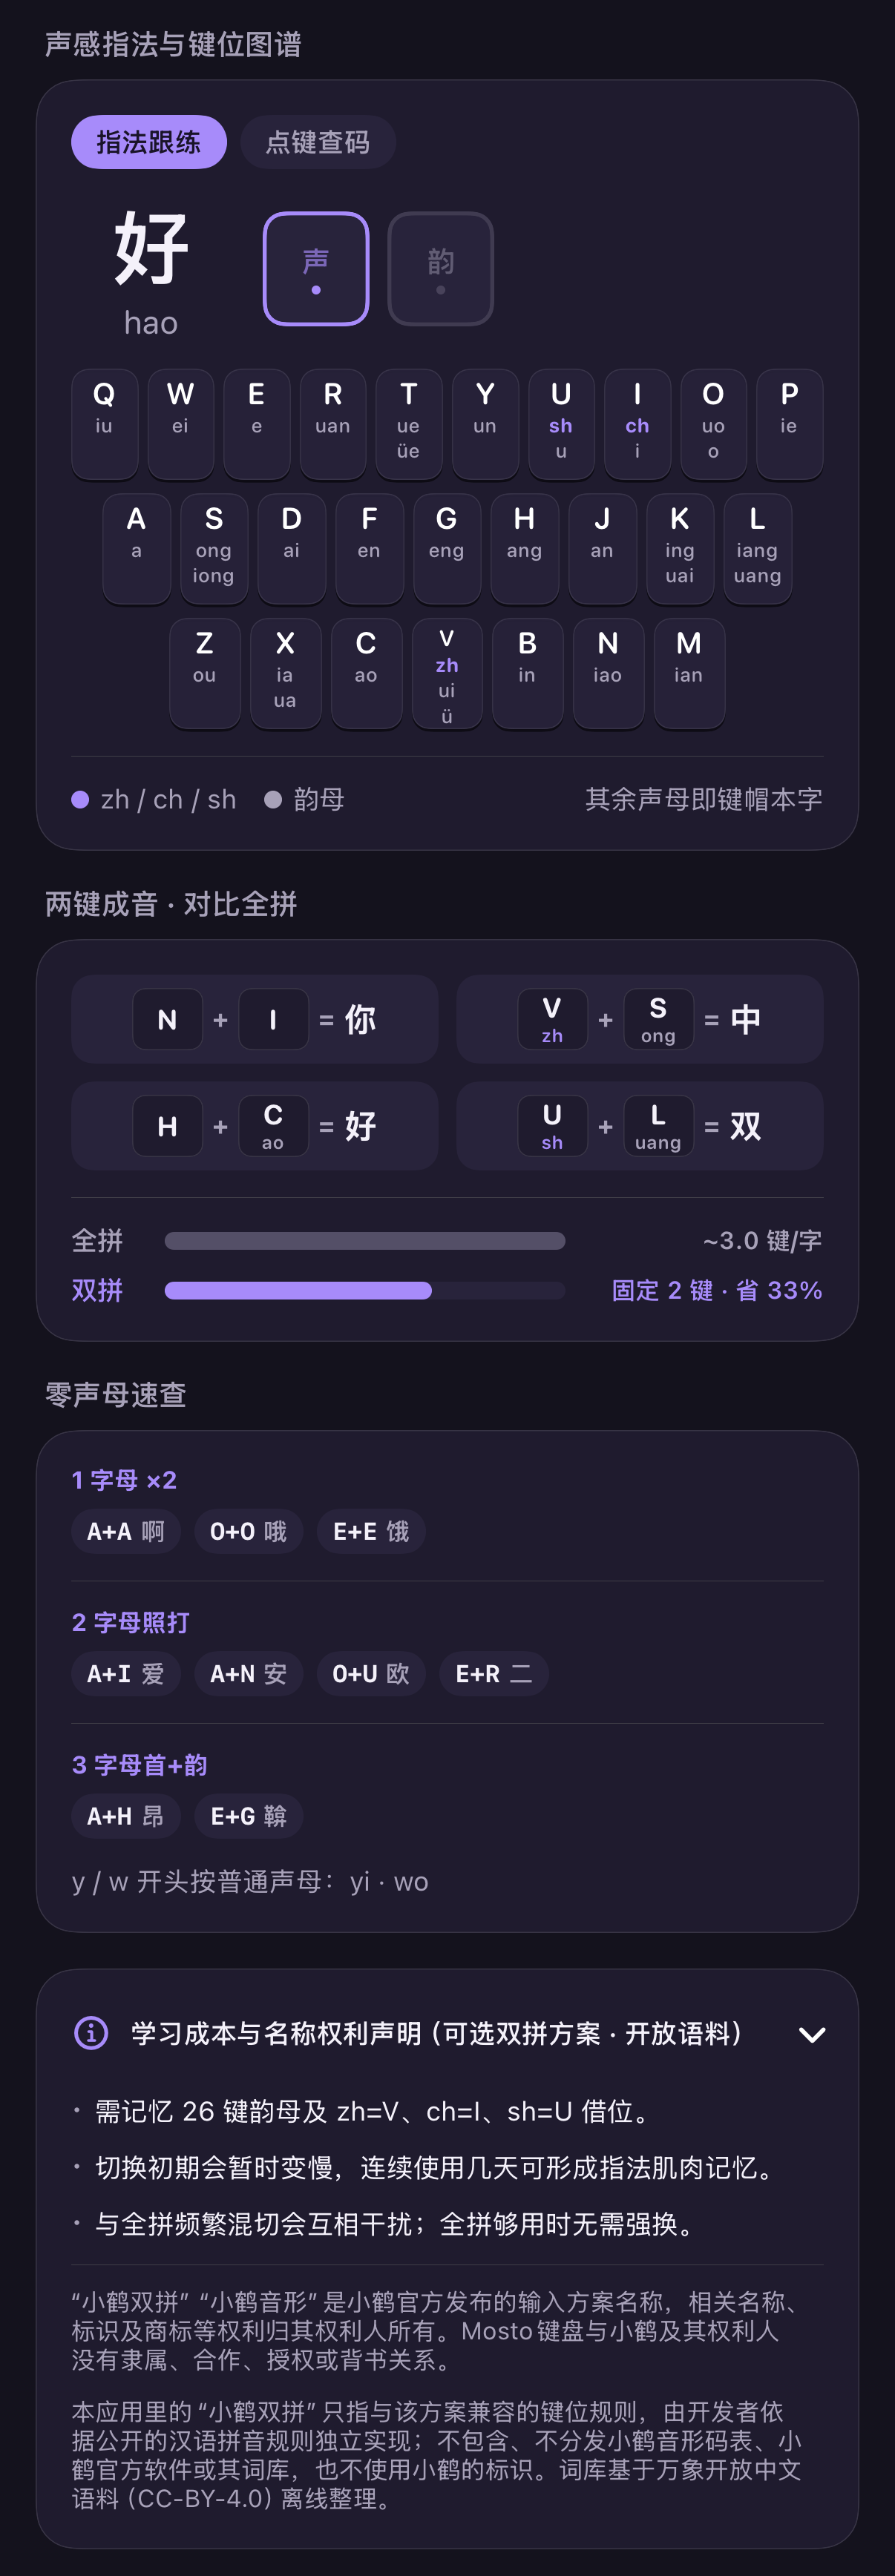 声感指法与键位图谱
指法跟练 点键查码
好 声 韵
hao
Q W E R T Y U I O P
iu ei e uan ue un sh ch uo ie
üe u i o
A S D F G H J K L
a ong ai en eng ang an ing iang
iong uai uang
Z X C V B N M
ou ia ao zh in iao ian
ua ui
ü
zh / ch / sh 韵母 其余声母即键帽本字
两键成音 · 对比全拼
N + I = 你 V zh + S ong = 中
H + C ao = 好 U sh + L uang = 双
全拼 ~3.0 键/字
双拼 固定 2 键 · 省 33%
零声母速查
1 字母 ×2
A+A 啊 O+O 哦 E+E 饿
2 字母照打
A+I 爱 A+N 安 O+U 欧 E+R 二
3 字母首+韵
A+H 昂 E+G 鞥
y / w 开头按普通声母：yi · wo
学习成本与名称权利声明（可选双拼方案 · 开放语料）
· 需记忆 26 键韵母及 zh=V、ch=I、sh=U 借位。
· 切换初期会暂时变慢，连续使用几天可形成指法肌肉记忆。
· 与全拼频繁混切会互相干扰；全拼够用时无需强换。
“小鹤双拼”“小鹤音形”是小鹤官方发布的输入方案名称，相关名称、
标识及商标等权利归其权利人所有。Mosto键盘与小鹤及其权利人
没有隶属、合作、授权或背书关系。
本应用里的“小鹤双拼”只指与该方案兼容的键位规则，由开发者依
据公开的汉语拼音规则独立实现；不包含、不分发小鹤音形码表、小
鹤官方软件或其词库，也不使用小鹤的标识。词库基于万象开放中文
语料（CC-BY-4.0）离线整理。